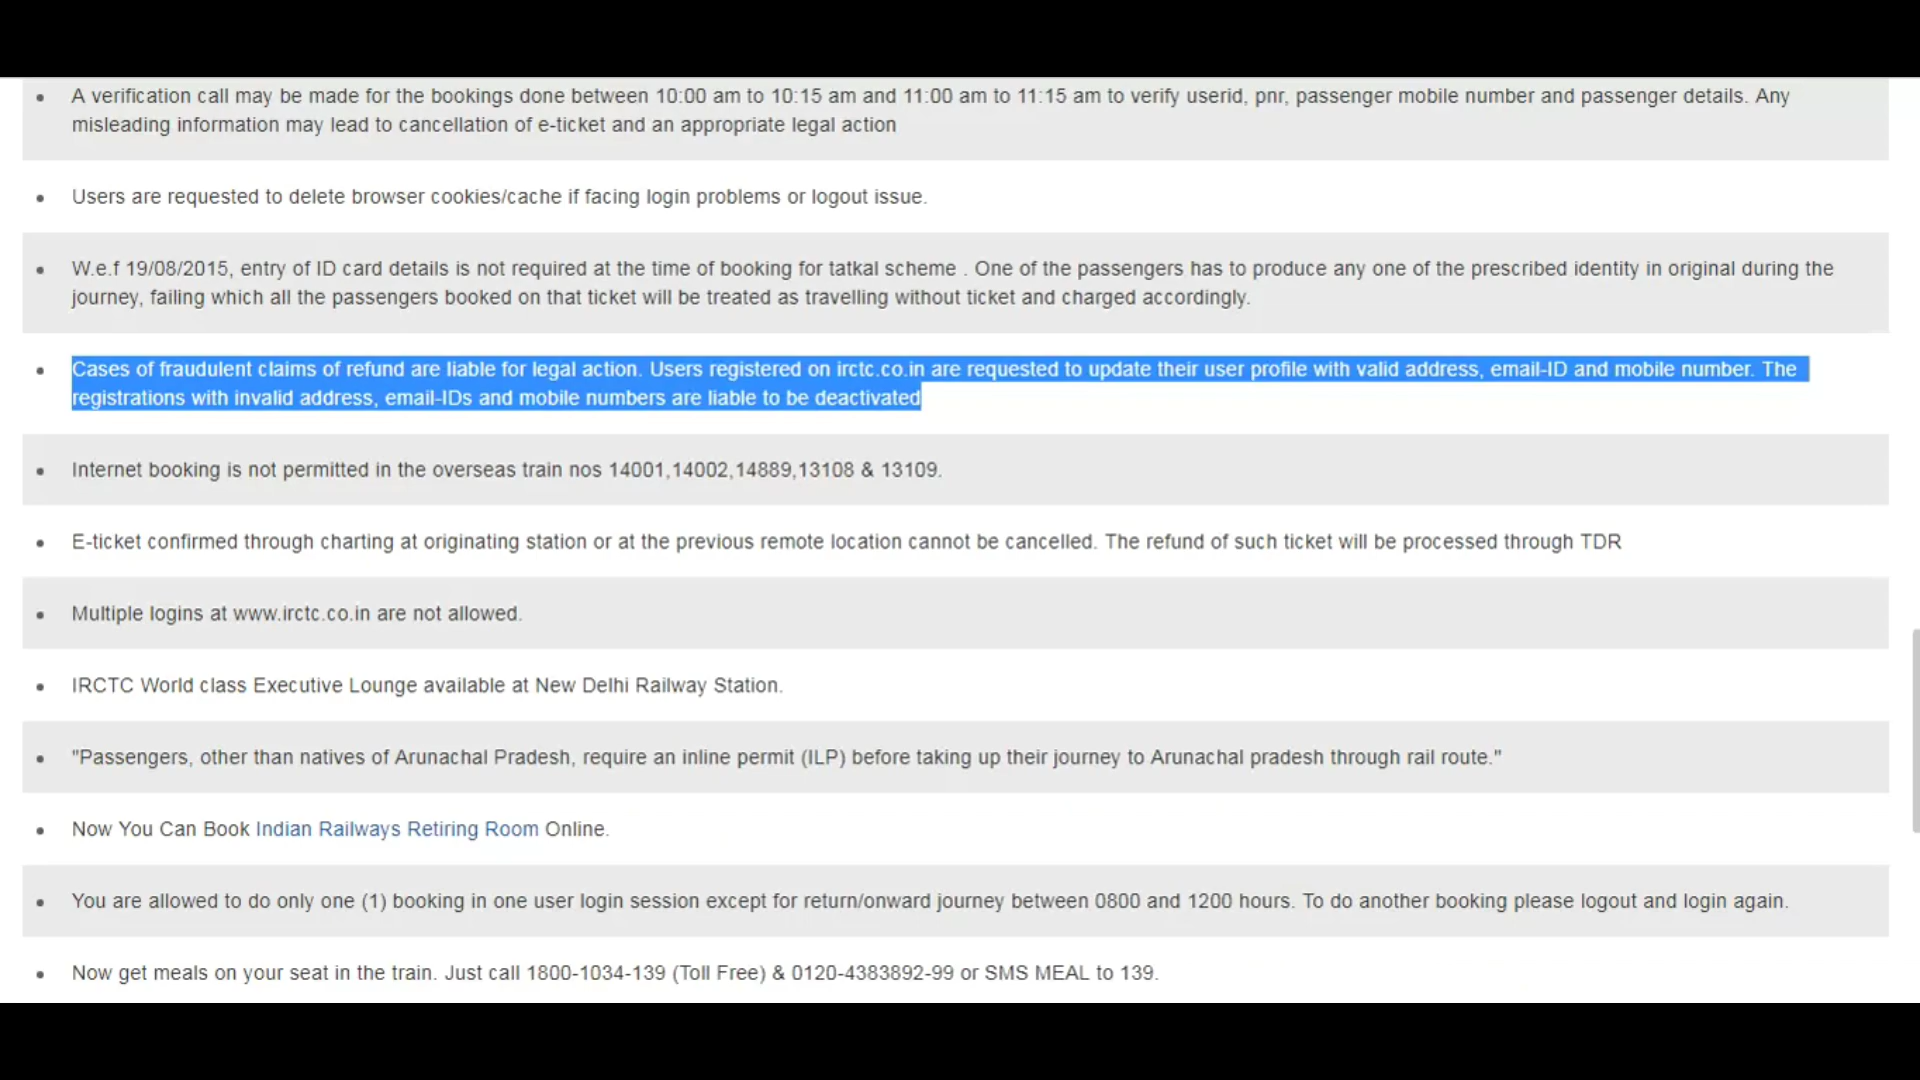 A verification call may be made for the bookings done between 10:00 am to 10:15 am and 11:00 am to 11:15 am to verify userid, pnr, passenger mobile number and passenger details. Any
misleading information may lead to cancellation of e-ticket and an appropriate legal action
Users are requested to delete browser cookies/cache if facing login problems or logout issue.
W.e.f 19/08/2015, entry of ID card details is not required at the time of booking for tatkal scheme . One of the passengers has to produce any one of the prescribed identity in original during the
journey, failing which all the passengers booked on that ticket will be treated as travelling without ticket and charged accordingly.
Cases of fraudulent claims of refund are liable for legal action. Users registered on irctc.co.in are requested to update their user profile with valid address, email-ID and mobile number. The
registrations with invalid address, email-IDs and mobile numbers are liable to be deactivated
Internet booking is not permitted in the overseas train nos 14001,14002,14889,13108 & 13109.
E-ticket confirmed through charting at originating station or at the previous remote location cannot be cancelled. The refund of such ticket will be processed through TDR
Multiple logins at www.irctc.co.in are not allowed.
IRCTC World class Executive Lounge available at New Delhi Railway Station.
"Passengers, other than natives of Arunachal Pradesh, require an inline permit (ILP) before taking up their journey to Arunachal pradesh through rail route."
Now You Can Book Indian Railways Retiring Room Online.
You are allowed to do only one (1) booking in one user login session except for return/onward journey between 0800 and 1200 hours. To do another booking please logout and login again.
Now get meals on your seat in the train. Just call 1800-1034-139 (Toll Free) & 0120-4383892-99 or SMS MEAL to 139.